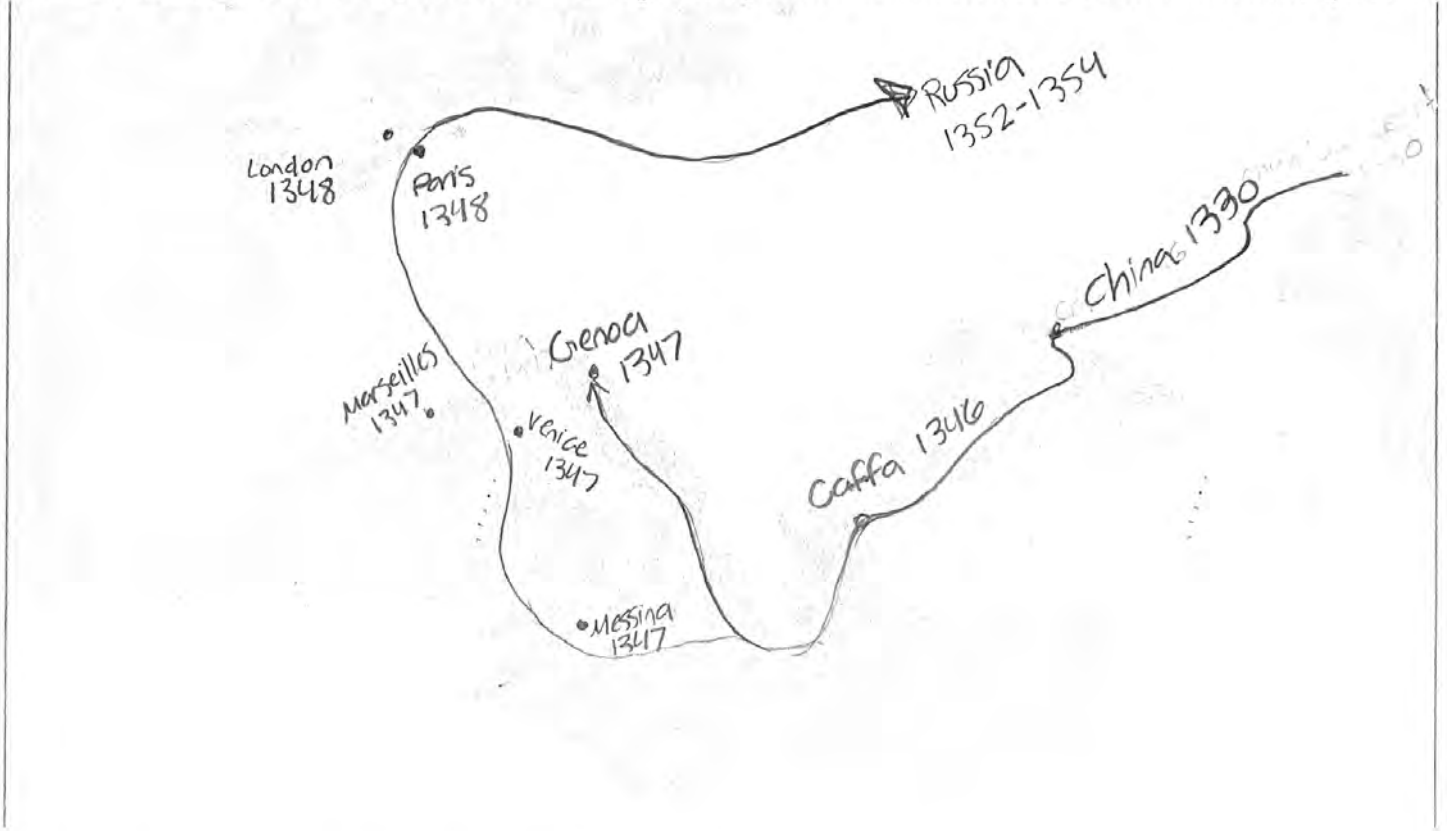 Russia
1352-1354
London
1348
Paris
1348
China 1330
Genoa
1347
Marseilles
1347
Venice
1347
Caffa 1346
Messina
1347